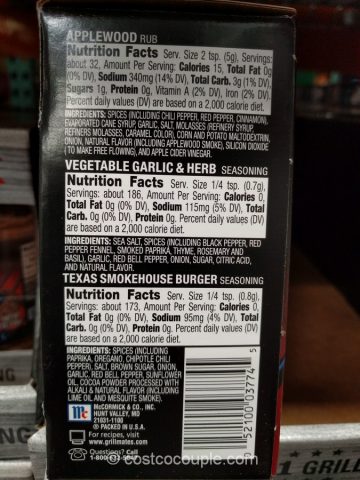 APPLEWOOD RUB
Nutrition Facts Serv. Size 2 tsp. (5g), Servings:
about 32, Amount Per Serving: Calories 15, Total Fat 0g
(0% DV), Sodium 340mg (14% DV), Total Carb. 3g (1% DV),
Sugars 1g, Protein 0g, Vitamin A (2% DV), Iron (2% DV).
Percent daily values (DV) are based on a 2,000 calorie diet.
INGREDIENTS: SPICES (INCLUDING CHILI PEPPER, RED PEPPER, CINNAMON),
EVAPORATED CANE SYRUP, GARLIC, SALT, MOLASSES (REFINERY SYRUP,
REFINERS MOLASSES, CARAMEL COLOR), CORN AND POTATO MALTODEXTRIN,
ONION, NATURAL FLAVOR (INCLUDING APPLEWOOD SMOKE), SILICON DIOXIDE
(TO MAKE FREE FLOWING), AND APPLE CIDER VINEGAR.
VEGETABLE GARLIC & HERB SEASONING
Nutrition Facts Serv. Size 1/4 tsp. (0.7g),
Servings: about 186, Amount Per Serving: Calories 0,
Total Fat 0g (0% DV), Sodium 115mg (5% DV), Total
Carb. 0g (0% DV), Protein 0g. Percent daily values (DV)
are based on a 2,000 calorie diet.
INGREDIENTS: SEA SALT, SPICES (INCLUDING BLACK PEPPER, RED
PEPPER FENNEL, SMOKED PAPRIKA, THYME, ROSEMARY AND
BASIL), GARLIC, RED BELL PEPPER, ONION, SUGAR, CITRIC ACID,
AND NATURAL FLAVOR.
TEXAS SMOKEHOUSE BURGER SEASONING
Nutrition Facts Serv. Size 1/4 tsp. (0.8g),
Servings: about 173, Amount Per Serving: Calories 0,
Total Fat 0g (0% DV), Sodium 95mg (4% DV), Total
Carb. 0g (0% DV), Protein 0g. Percent daily values (DV)
are based on a 2,000 calorie diet.
INGREDIENTS: SPICES (INCLUDING
PAPRIKA, OREGANO, CHIPOTLE CHILI
PEPPER), SALT, BROWN SUGAR, ONION,
GARLIC, RED BELL PEPPER, SUNFLOWER
OIL, COCOA POWDER PROCESSED WITH
ALKALI & NATURAL FLAVOR (INCLUDING
LIME OIL AND MESQUITE SMOKE).
McCORMICK & CO., INC.
HUNT VALLEY, MD
21031-1100
PACKED IN U.S.A.
For recipes, visit
www.grillmates.com
Questions? Call
52100 03774 5
costcocouple.com
1 GRILL